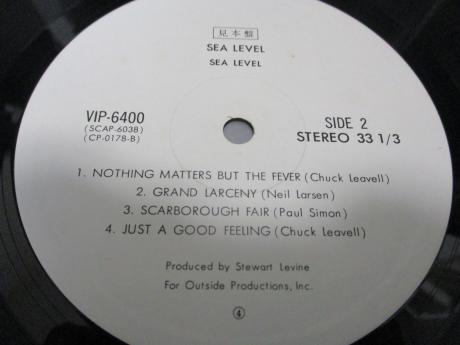 見本盤
SEA LEVEL
SEA LEVEL
VIP-6400
(SCAP-6038)
(CP-0178-B)
SIDE 2
STEREO 33 1/3
1. NOTHING MATTERS BUT THE FEVER (Chuck Leavell)
2. GRAND LARCENY (Neil Larsen)
3. SCARBOROUGH FAIR (Paul Simon)
4. JUST A GOOD FEELING (Chuck Leavell)
Produced by Stewart Levine
For Outside Productions, Inc.
④